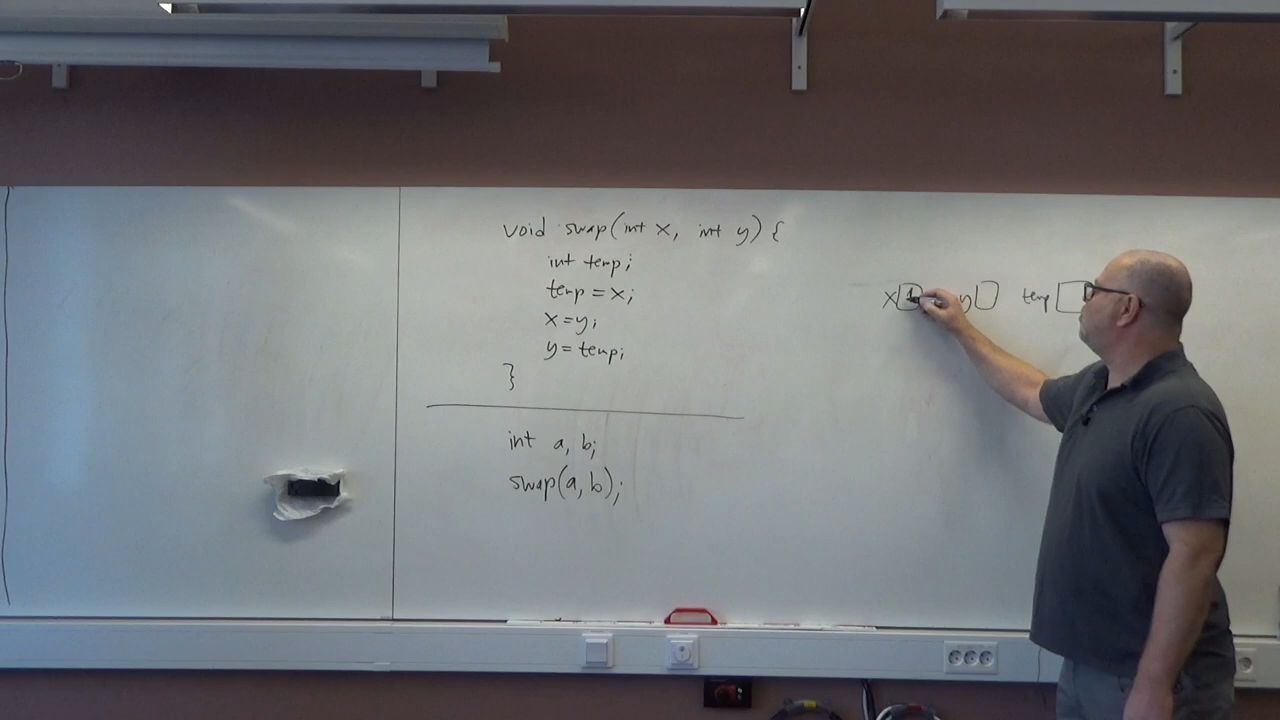 void swap(int x, int y) {
int temp;
temp = x;
x = y;
y = temp;
}
int a, b;
swap(a, b);
x y temp